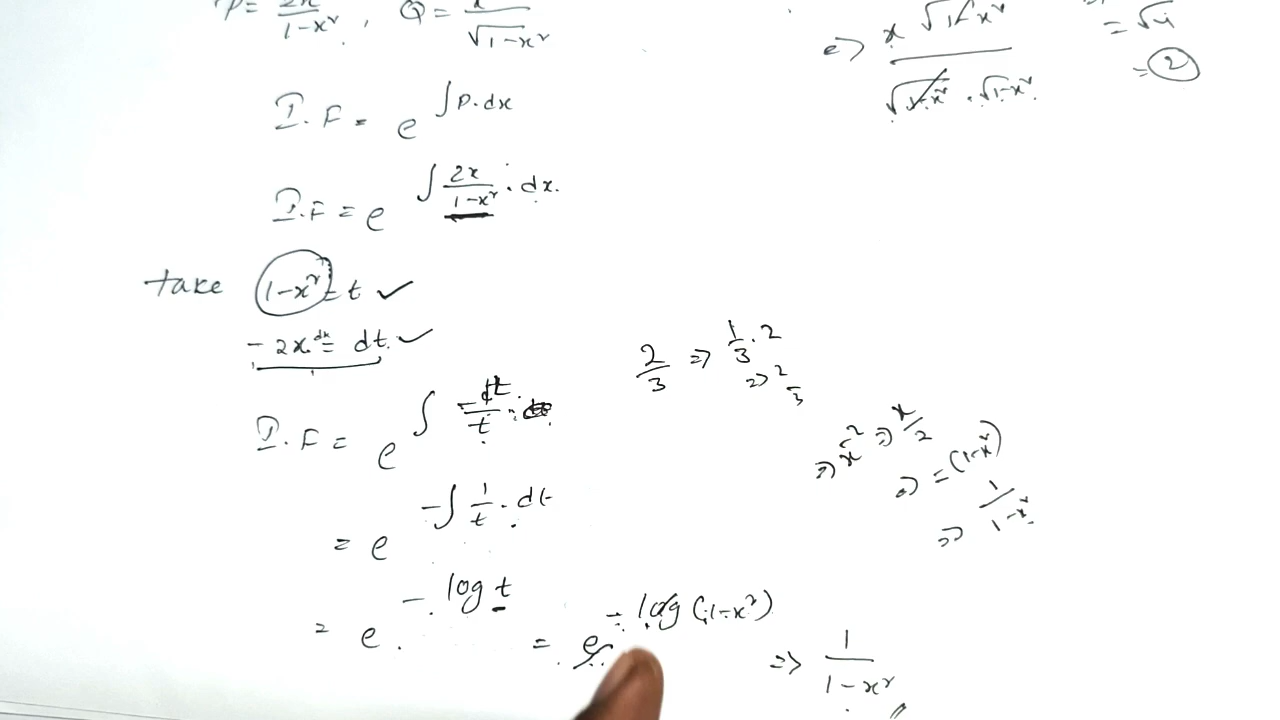 P = 2x/1-x², Q = x/√1-x²
I.F = e^∫P.dx
I.F = e^∫2x/1-x² . dx.
take 1-x² = t ✓
-2x dx = dt. ✓
I.F = e^∫-dt/t
= e^-∫1/t . dt
= e^-log t = e^-log(1-x²) => 1/1-x²
=> x√1-x²/√1-x² . √1-x²
= √4
= 2
2/3 => 1/3 . 2
=> 2/3
=> = (1-x²)
=> 1/1-x²